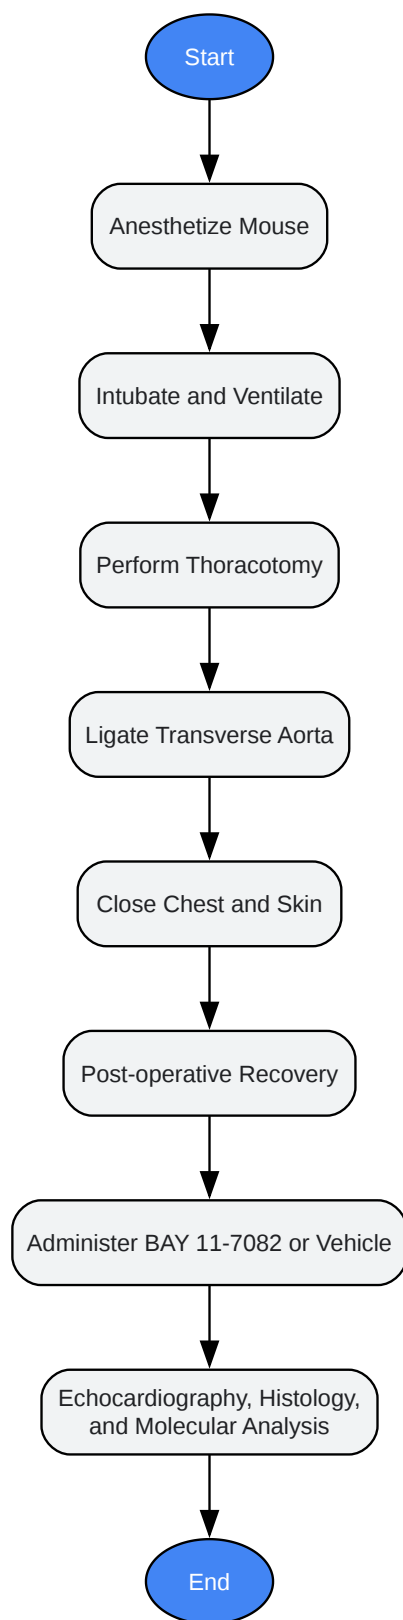 Start
Anesthetize Mouse
Intubate and Ventilate
Perform Thoracotomy
Ligate Transverse Aorta
Close Chest and Skin
Post-operative Recovery
Administer BAY 11-7082 or Vehicle
Echocardiography, Histology,
and Molecular Analysis
End